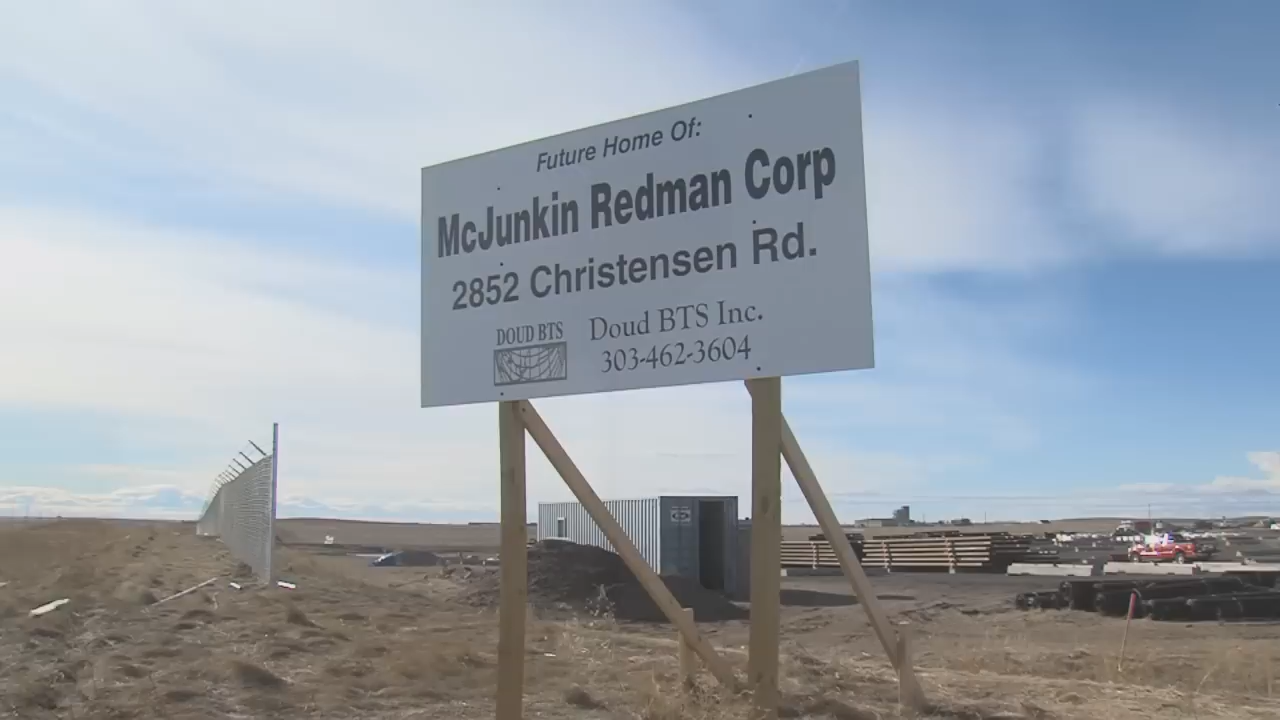 Future Home Of:
McJunkin Redman Corp
2852 Christensen Rd.
DOUD BTS
Doud BTS Inc.
303-462-3604